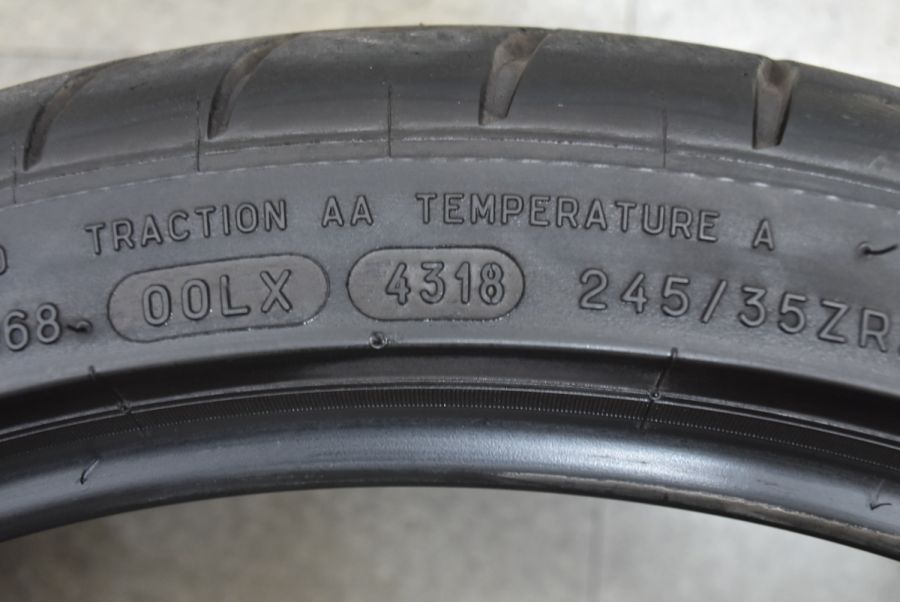 TRACTION AA TEMPERATURE A
68 00LX 4318 245/35ZR